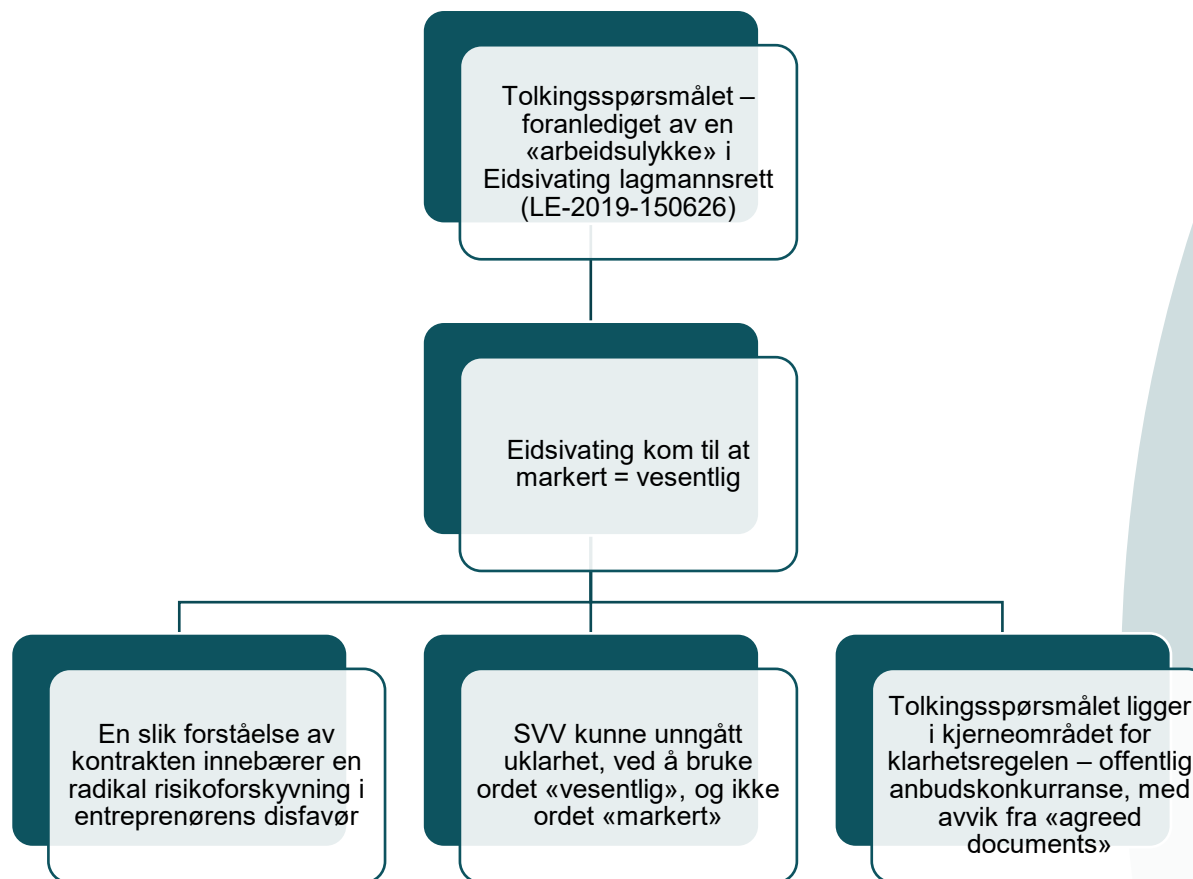 Tolkingsspørsmålet –
foranlediget av en
«arbeidsulykke» i
Eidsivating lagmannsrett
(LE-2019-150626)
Eidsivating kom til at
markert = vesentlig
En slik forståelse av
kontrakten innebærer en
radikal risikoforskyvning i
entreprenørens disfavør
SVV kunne unngått
uklarhet, ved å bruke
ordet «vesentlig», og ikke
ordet «markert»
Tolkingsspørsmålet ligger
i kjerneområdet for
klarhetsregelen – offentlig
anbudskonkurranse, med
avvik fra «agreed
documents»